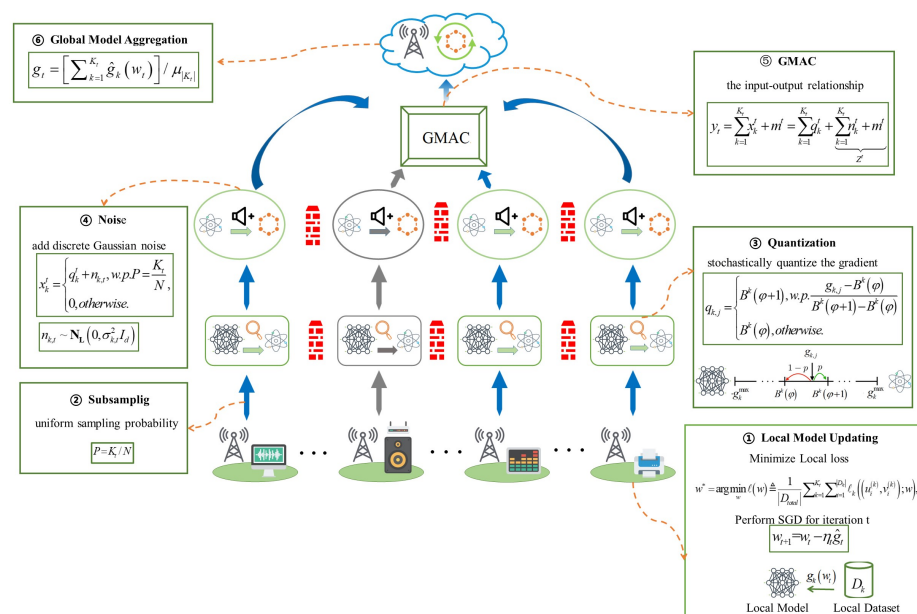 ⑥ Global Model Aggregation
g_t = [∑_{k=1}^{K_t} ĝ_k(w_t)] / μ_{|K_t|}
GMAC
⑤ GMAC
the input-output relationship
y_t = ∑_{k=1}^{K_t} x_k^t + m^t = ∑_{k=1}^{K_t} q_k^t + ∑_{k=1}^{K_t} n_k^t + m^t
z^t
④ Noise
add discrete Gaussian noise
x_k^t = { q_k^t + n_{k,t}, w.p. P = K_t/N,
0, otherwise.
n_{k,t} ~ N_L(0, σ_{k,t}^2 I_d)
③ Quantization
stochastically quantize the gradient
q_{k,j} = { B^k(φ+1), w.p. (g_{k,j} − B^k(φ)) / (B^k(φ+1) − B^k(φ))
B^k(φ), otherwise.
g_{k,j}
1 − p p
-g_k^max ··· B^k(φ) B^k(φ+1) ··· g_k^max
② Subsamplig
uniform sampling probability
P=K_t/N
① Local Model Updating
Minimize Local loss
w^* = arg min_w ℓ(w) ≜ 1/|D_total| ∑_{k=1}^{K_t} ∑_{i=1}^{|D_k|} ℓ_k((u_i^{(k)}, v_i^{(k)}); w),
Perform SGD for iteration t
w_{t+1} = w_t − η_t ĝ_t
g_k(w_t)
D_k
Local Model Local Dataset